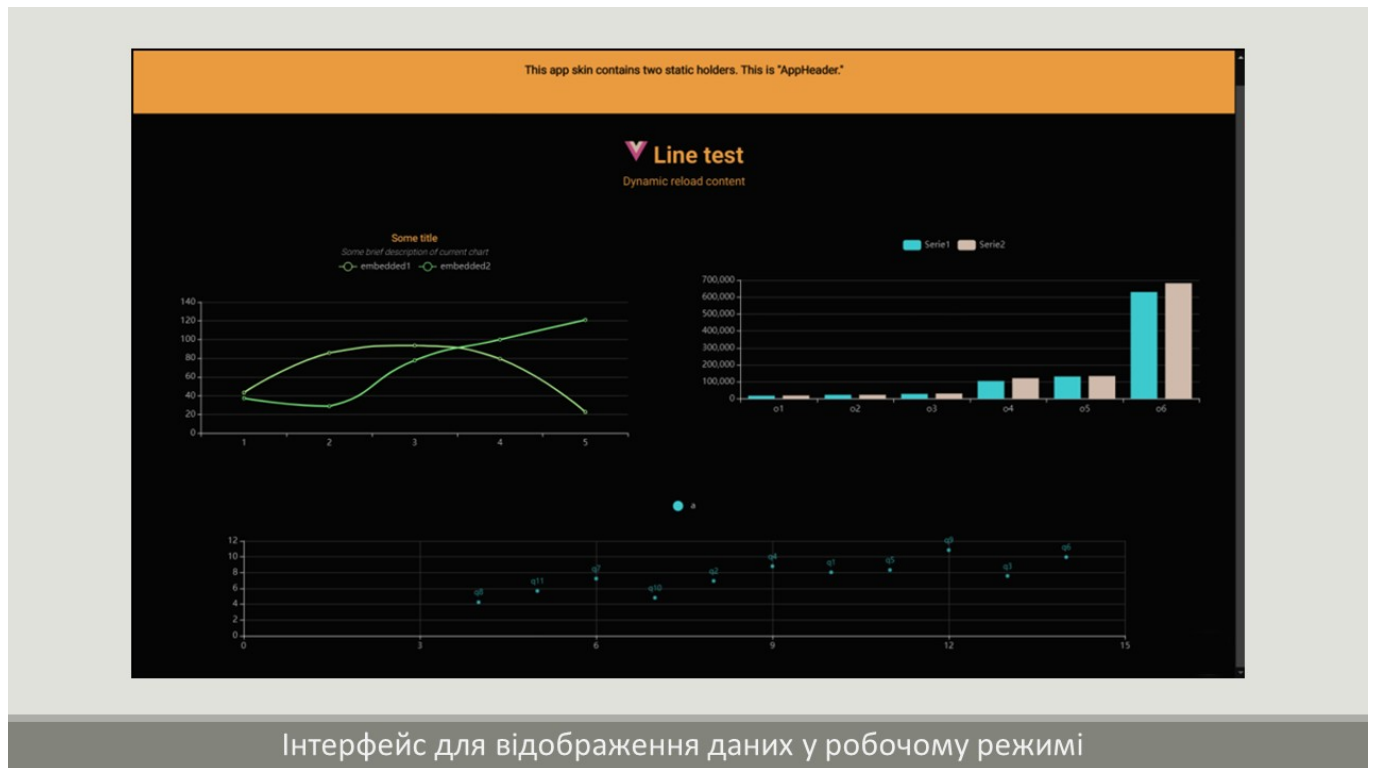 This app skin contains two static holders. This is "AppHeader."
Line test
Dynamic reload content
Some title
Some brief description of current chart
embedded1 embedded2
140
120
100
80
60
40
20
0
1 2 3 4 5
Serie1 Serie2
700,000
600,000
500,000
400,000
300,000
200,000
100,000
0
o1 o2 o3 o4 o5 o6
a
12
10
8
6
4
2
0
q8 q11 q7 q10 q2 q4 q1 q5 q9 q3 q6
0 3 6 9 12 15
Інтерфейс для відображення даних у робочому режимі